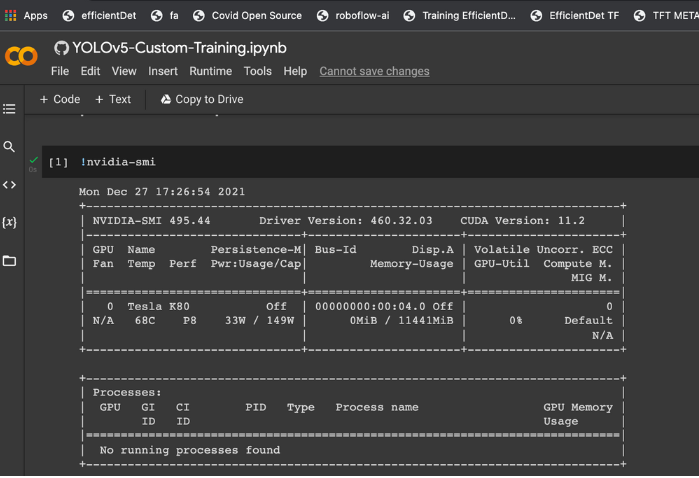 Apps efficientDet fa Covid Open Source roboflow-ai Training EfficientD... EfficientDet TF TFT META
YOLOv5-Custom-Training.ipynb
File Edit View Insert Runtime Tools Help Cannot save changes
+ Code + Text Copy to Drive
[1] !nvidia-smi
0s
{x}
Mon Dec 27 17:26:54 2021
NVIDIA-SMI 495.44 Driver Version: 460.32.03 CUDA Version: 11.2
GPU Name Persistence-M| Bus-Id Disp.A | Volatile Uncorr. ECC
Fan Temp Perf Pwr:Usage/Cap| Memory-Usage | GPU-Util Compute M.
MIG M.
0 Tesla K80 Off | 00000000:00:04.0 Off | 0
N/A 68C P8 33W / 149W | 0MiB / 11441MiB | 0% Default
N/A
Processes:
GPU GI CI PID Type Process name GPU Memory
ID ID Usage
No running processes found